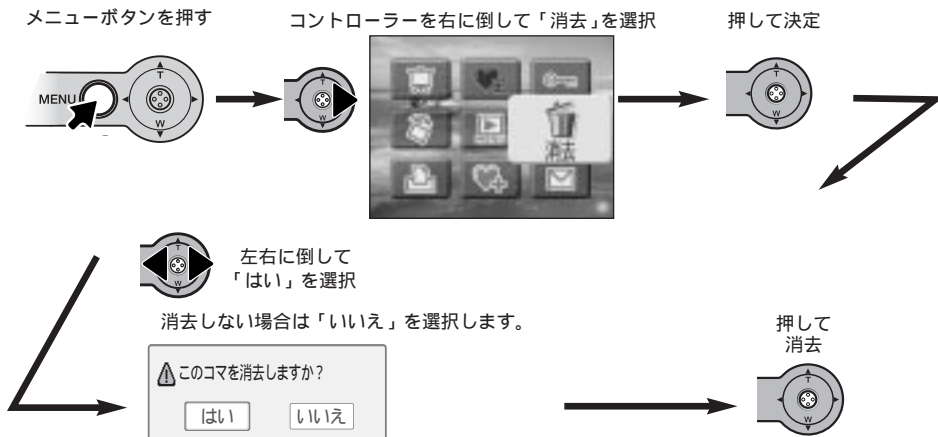 メニューボタンを押す
コントローラーを右に倒して「消去」を選択
押して決定
MENU
T
W
T
W
消去
T
W
T
W
左右に倒して
「はい」を選択
消去しない場合は「いいえ」を選択します。
このコマを消去しますか?
はい
いいえ
押して
消去
T
W